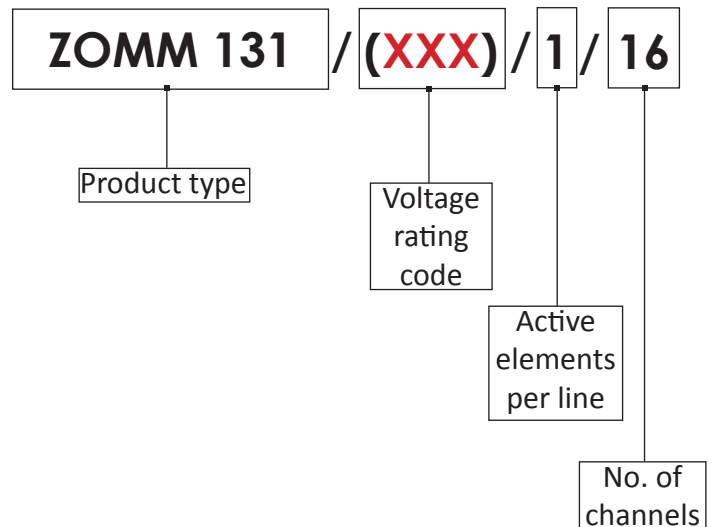 ZOMM 131 / (XXX) / 1 / 16
Product type
Voltage
rating
code
Active
elements
per line
No. of
channels